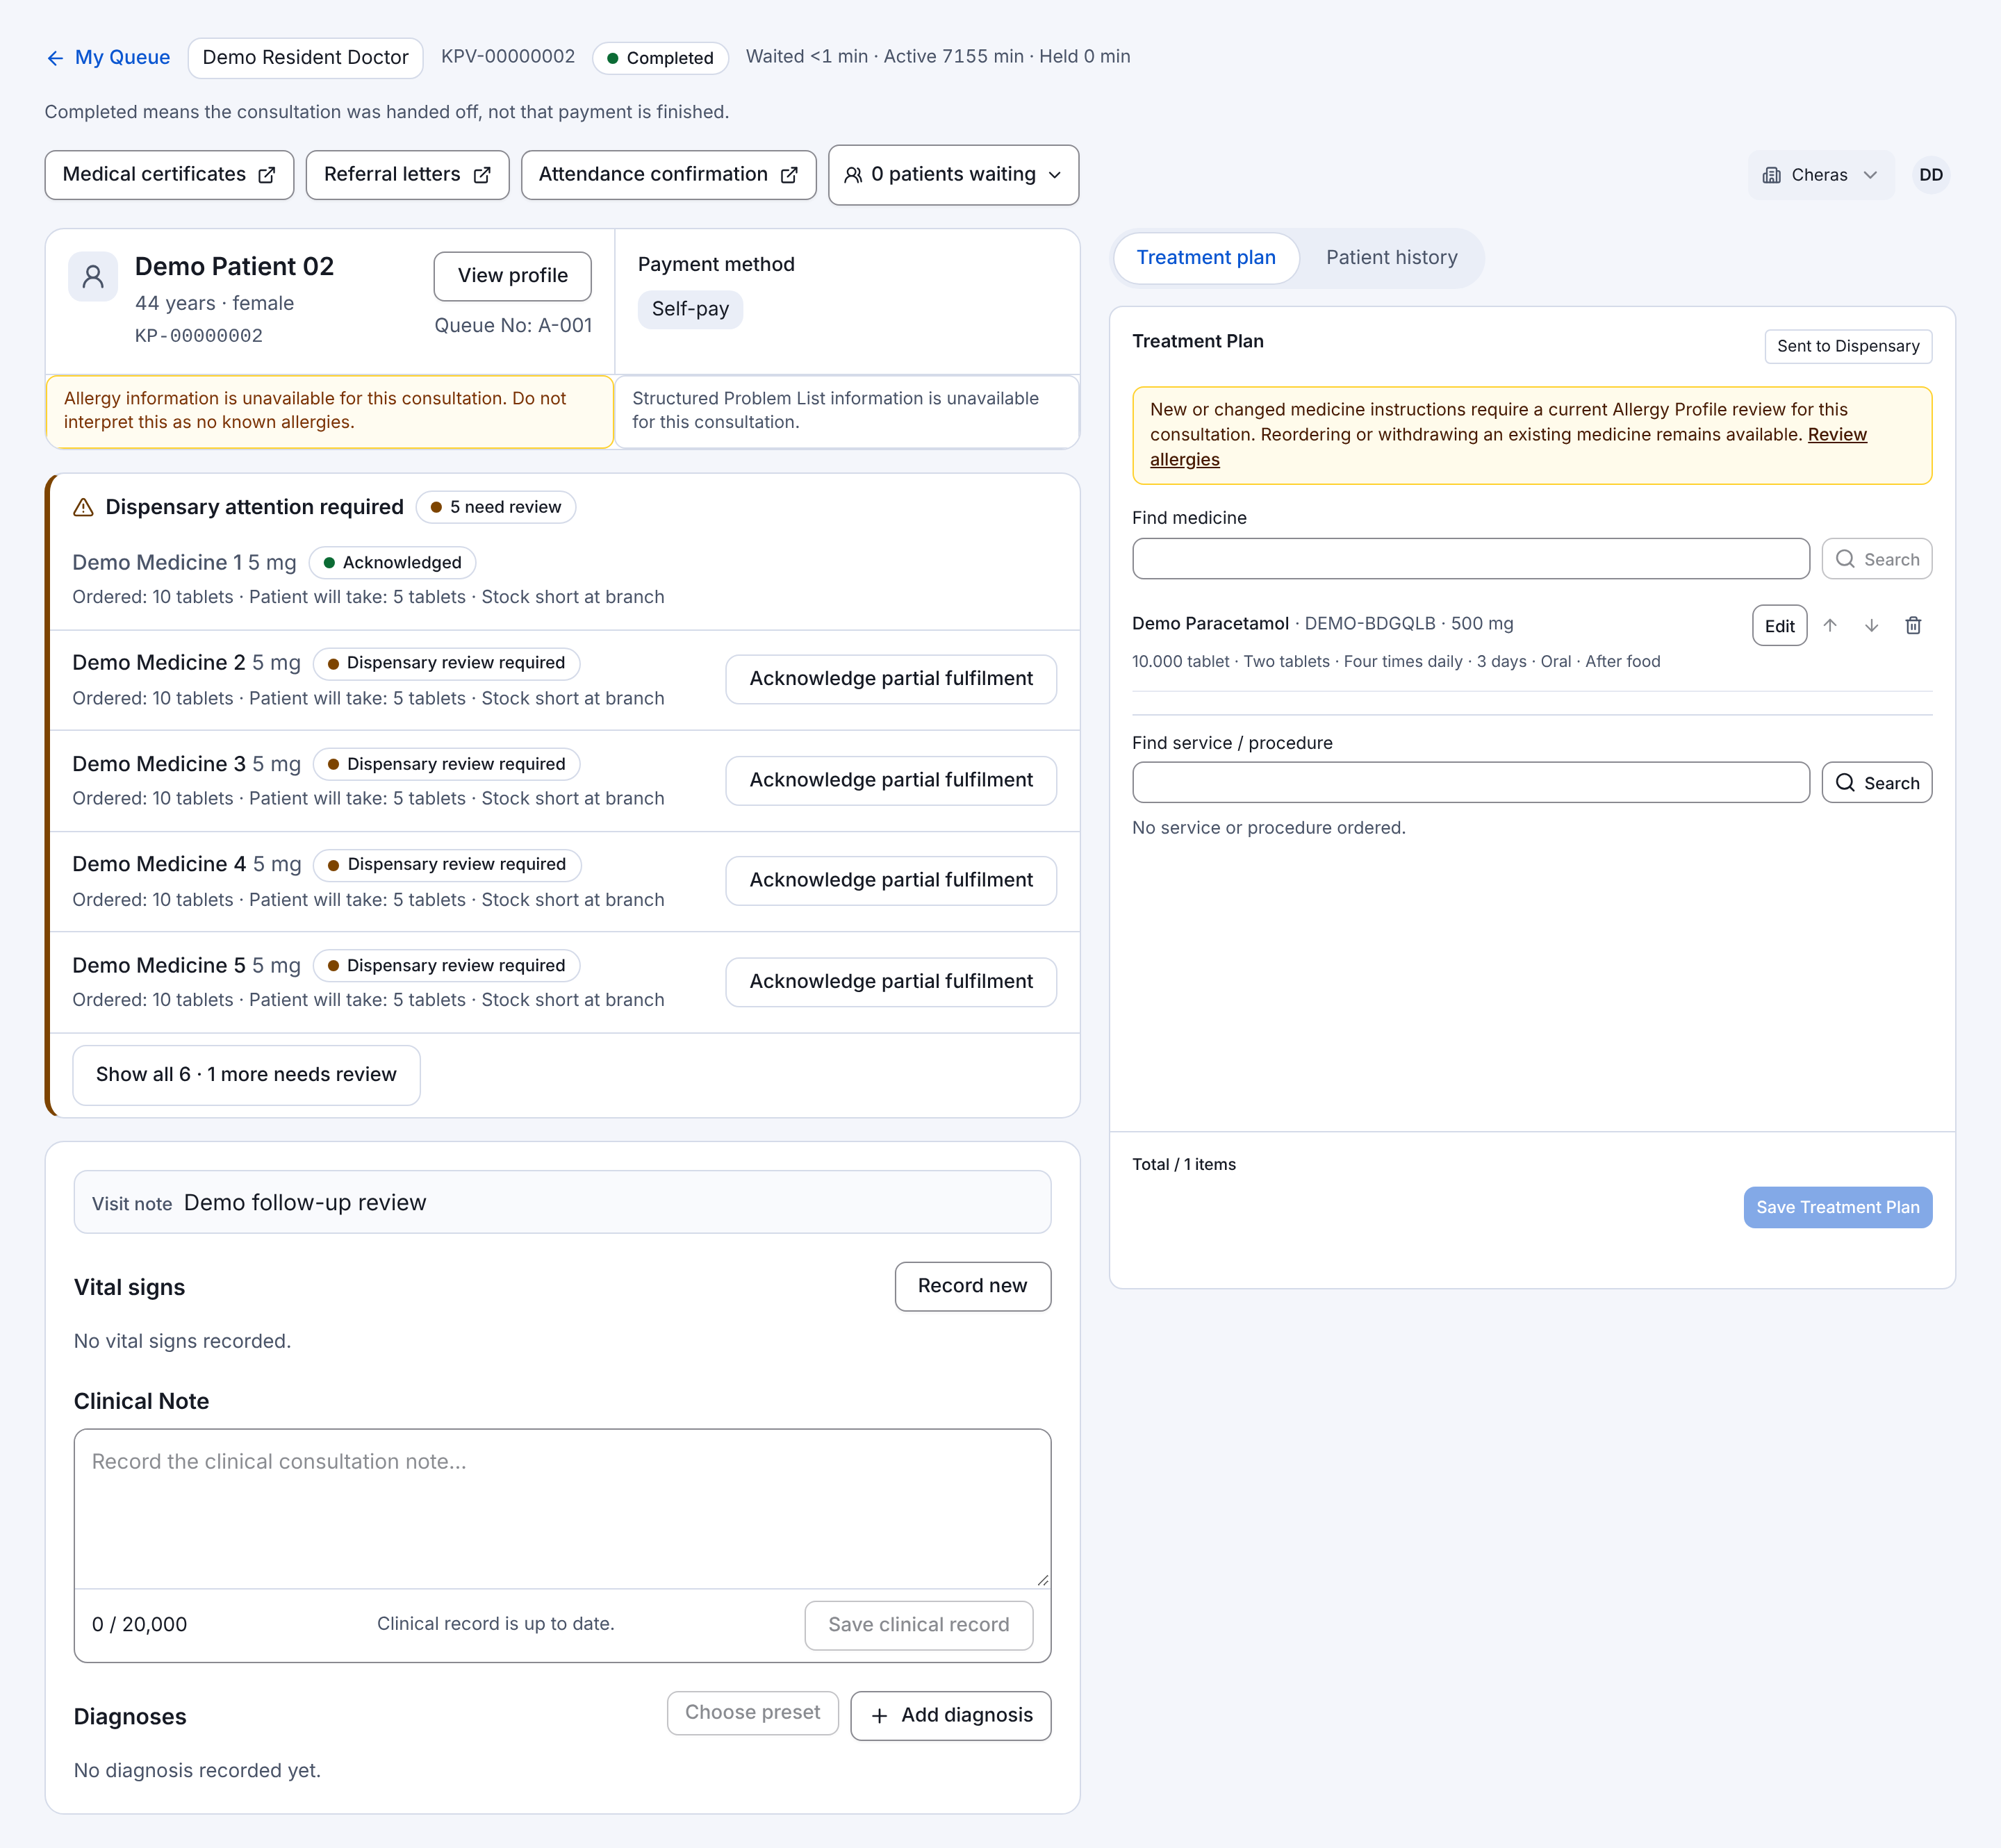 My Queue
Demo Resident Doctor
KPV-00000002
Completed
Waited <1 min · Active 7155 min · Held 0 min
Completed means the consultation was handed off, not that payment is finished.
Medical certificates
Referral letters
Attendance confirmation
0 patients waiting
Cheras
DD
Demo Patient 02
44 years · female
KP-00000002
View profile
Queue No: A-001
Payment method
Self-pay
Allergy information is unavailable for this consultation. Do not
interpret this as no known allergies.
Structured Problem List information is unavailable
for this consultation.
Dispensary attention required
5 need review
Demo Medicine 1 5 mg
Acknowledged
Ordered: 10 tablets · Patient will take: 5 tablets · Stock short at branch
Demo Medicine 2 5 mg
Dispensary review required
Ordered: 10 tablets · Patient will take: 5 tablets · Stock short at branch
Acknowledge partial fulfilment
Demo Medicine 3 5 mg
Dispensary review required
Ordered: 10 tablets · Patient will take: 5 tablets · Stock short at branch
Acknowledge partial fulfilment
Demo Medicine 4 5 mg
Dispensary review required
Ordered: 10 tablets · Patient will take: 5 tablets · Stock short at branch
Acknowledge partial fulfilment
Demo Medicine 5 5 mg
Dispensary review required
Ordered: 10 tablets · Patient will take: 5 tablets · Stock short at branch
Acknowledge partial fulfilment
Show all 6 · 1 more needs review
Visit note Demo follow-up review
Vital signs
Record new
No vital signs recorded.
Clinical Note
Record the clinical consultation note...
0 / 20,000
Clinical record is up to date.
Save clinical record
Diagnoses
Choose preset
Add diagnosis
No diagnosis recorded yet.
Treatment plan
Patient history
Treatment Plan
Sent to Dispensary
New or changed medicine instructions require a current Allergy Profile review for this
consultation. Reordering or withdrawing an existing medicine remains available. Review
allergies
Find medicine
Search
Demo Paracetamol · DEMO-BDGQLB · 500 mg
Edit
10.000 tablet · Two tablets · Four times daily · 3 days · Oral · After food
Find service / procedure
Search
No service or procedure ordered.
Total / 1 items
Save Treatment Plan